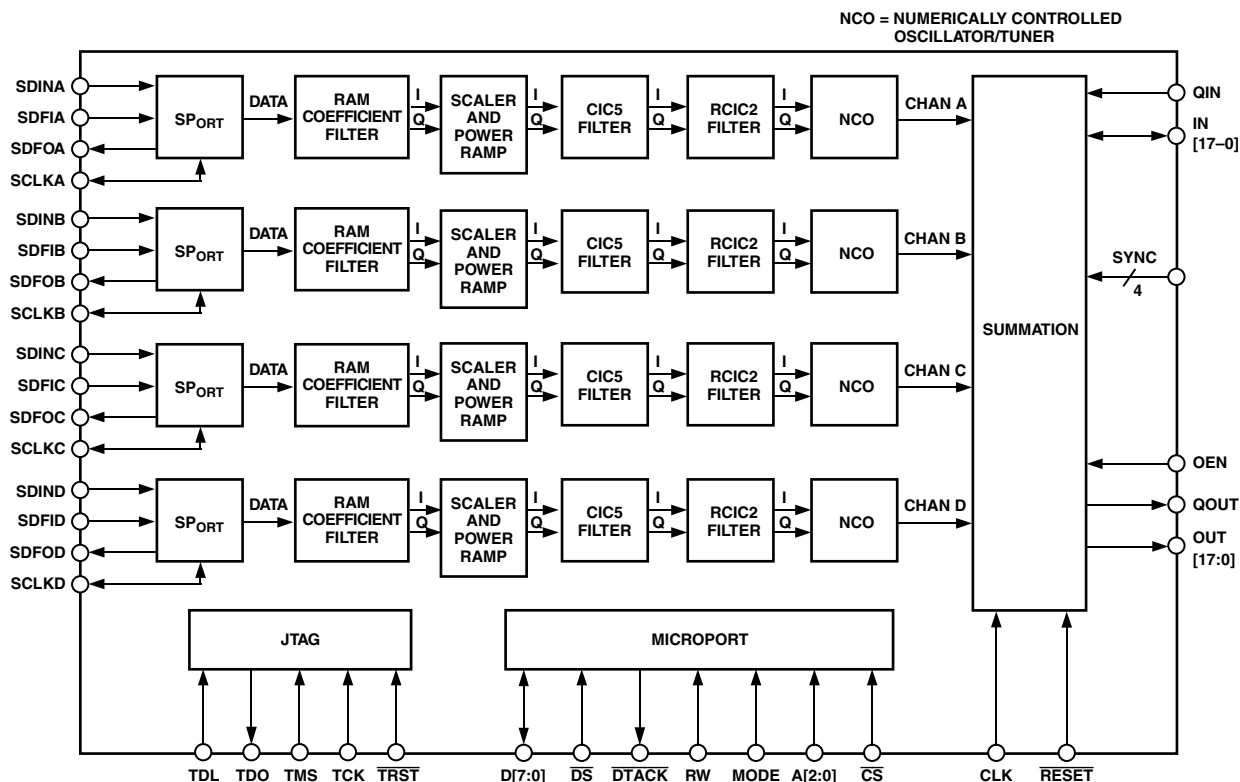 NCO = NUMERICALLY CONTROLLED
OSCILLATOR/TUNER
SDINA
SDFIA
SDFOA
SCLKA
SPORT
DATA
RAM
COEFFICIENT
FILTER
I
Q
SCALER
AND
POWER
RAMP
I
Q
CIC5
FILTER
I
Q
RCIC2
FILTER
I
Q
NCO
CHAN A
SDINB
SDFIB
SDFOB
SCLKB
SPORT
DATA
RAM
COEFFICIENT
FILTER
I
Q
SCALER
AND
POWER
RAMP
I
Q
CIC5
FILTER
I
Q
RCIC2
FILTER
I
Q
NCO
CHAN B
SDINC
SDFIC
SDFOC
SCLKC
SPORT
DATA
RAM
COEFFICIENT
FILTER
I
Q
SCALER
AND
POWER
RAMP
I
Q
CIC5
FILTER
I
Q
RCIC2
FILTER
I
Q
NCO
CHAN C
SDIND
SDFID
SDFOD
SCLKD
SPORT
DATA
RAM
COEFFICIENT
FILTER
I
Q
SCALER
AND
POWER
RAMP
I
Q
CIC5
FILTER
I
Q
RCIC2
FILTER
I
Q
NCO
CHAN D
SUMMATION
QIN
IN
[17–0]
SYNC
4
OEN
QOUT
OUT
[17:0]
JTAG
MICROPORT
TDL TDO TMS TCK TRST D[7:0] DS DTACK RW MODE A[2:0] CS CLK RESET